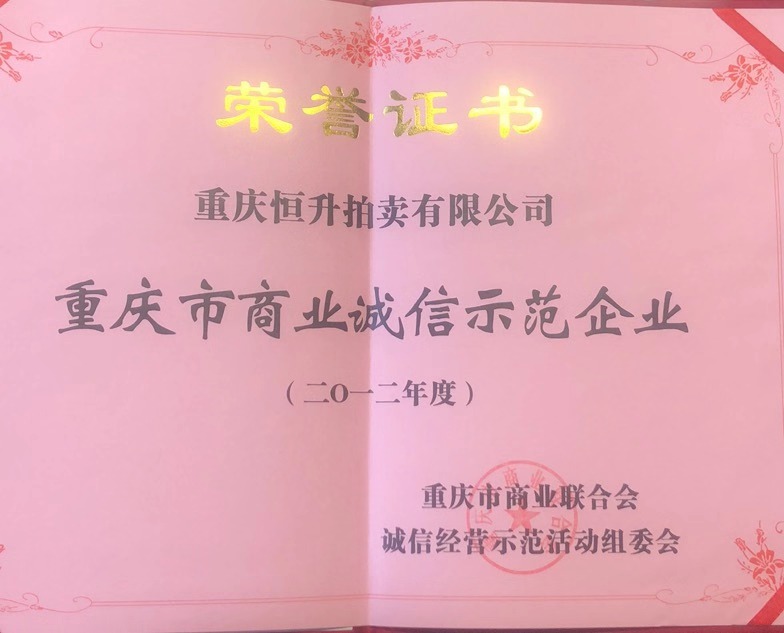 荣誉证书
重庆恒升拍卖有限公司
重庆市商业诚信示范企业
（二〇一二年度）
重庆市商业联合会
诚信经营示范活动组委会